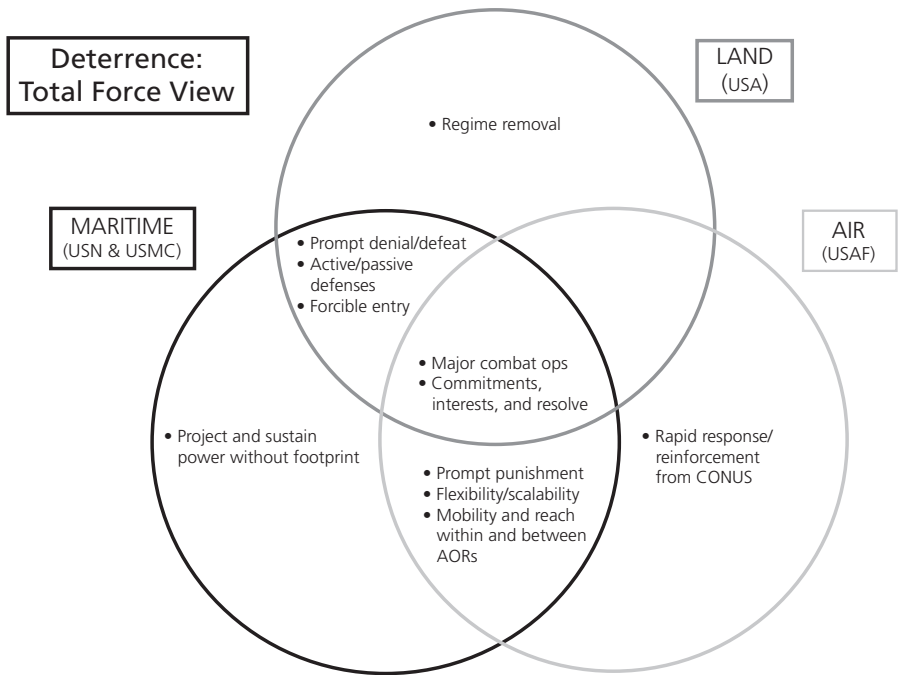 Deterrence:
Total Force View
LAND
(USA)
• Regime removal
MARITIME
(USN & USMC)
AIR
(USAF)
• Prompt denial/defeat
• Active/passive
defenses
• Forcible entry
• Major combat ops
• Commitments,
interests, and resolve
• Project and sustain
power without footprint
• Rapid response/
reinforcement
from CONUS
• Prompt punishment
• Flexibility/scalability
• Mobility and reach
within and between
AORs